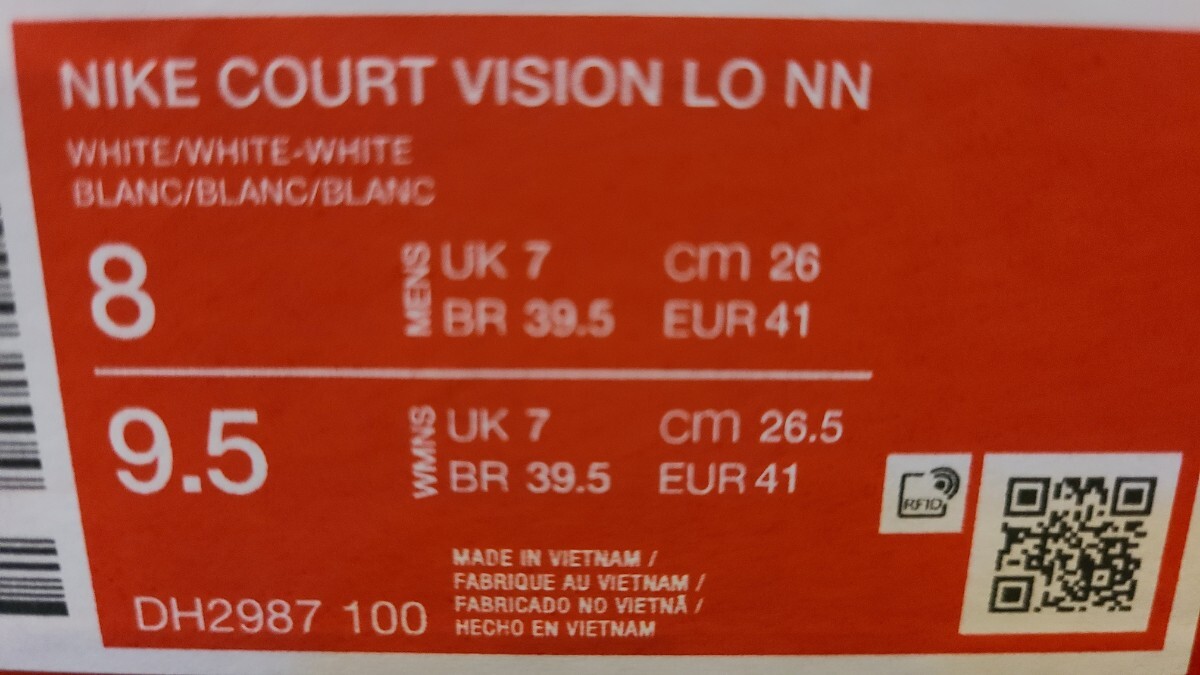 NIKE COURT VISION LO NN
WHITE/WHITE-WHITE
BLANC/BLANC/BLANC
8
MENS
UK 7 cm 26
BR 39.5 EUR 41
9.5
WMNS
UK 7 cm 26.5
BR 39.5 EUR 41
RFID
MADE IN VIETNAM /
FABRIQUE AU VIETNAM /
FABRICADO NO VIETNÃ /
HECHO EN VIETNAM
DH2987 100